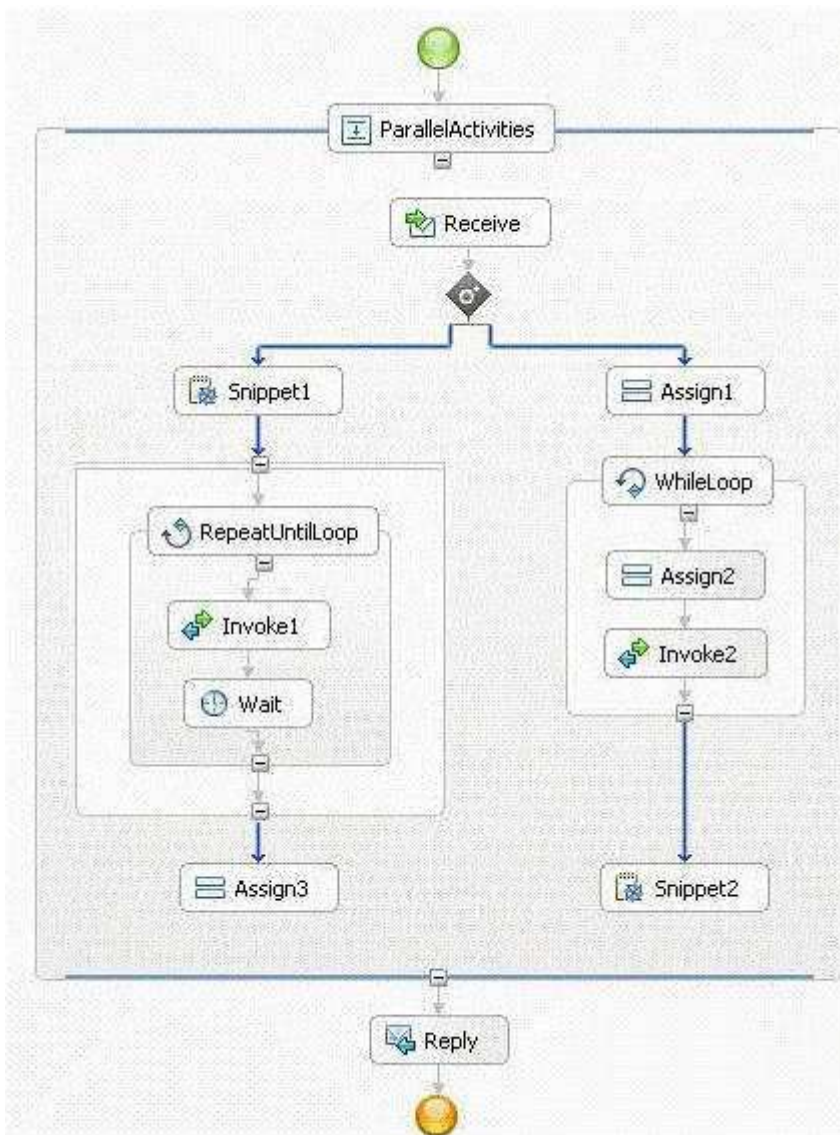 ParallelActivities
Receive
Snippet1
Assign1
WhileLoop
RepeatUntilLoop
Assign2
Invoke1
Invoke2
Wait
Assign3
Snippet2
Reply